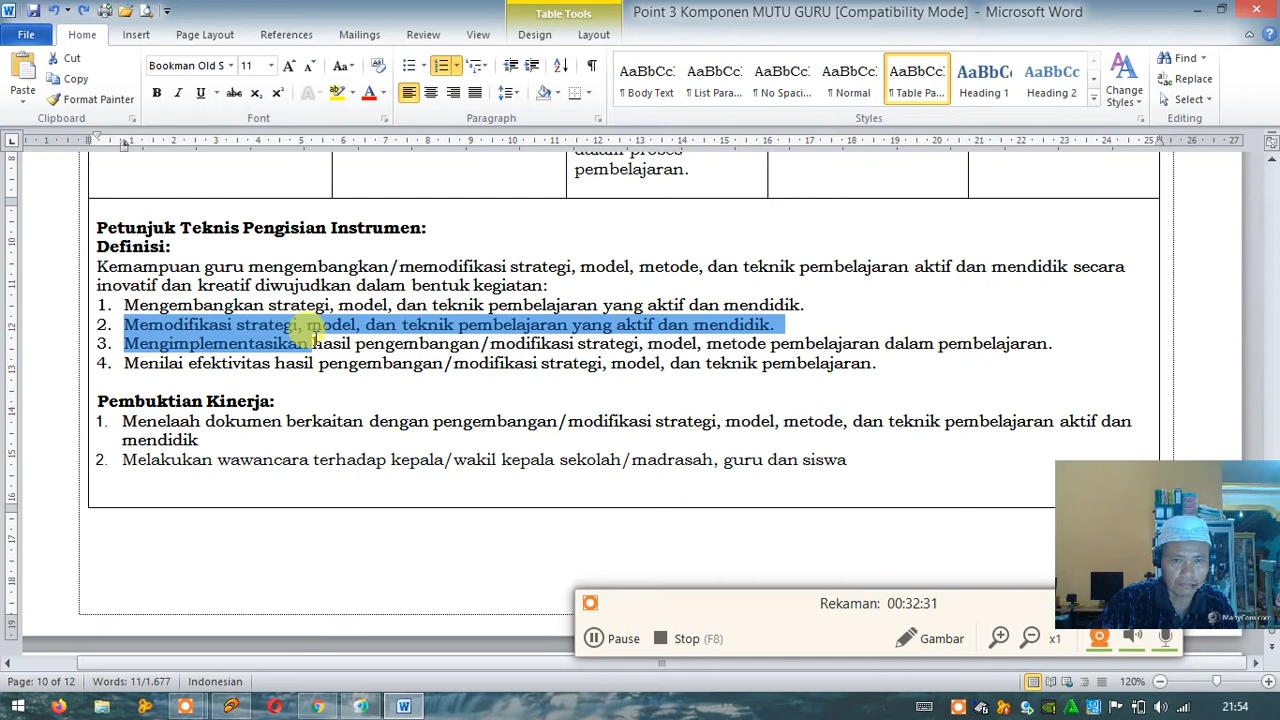 Table Tools
Point 3 Komponen MUTU GURU [Compatibility Mode] - Microsoft Word
File Home Insert Page Layout References Mailings Review View Design Layout
Paste
Cut
Copy
Format Painter
Clipboard
Bookman Old S 11
Font
Paragraph
AaBbCc AaBbCc AaBbCc AaBbCc AaBbCc AaBbCc AaBbCc
¶ Body Text ¶ List Para... ¶ No Spaci... ¶ Normal ¶ Table Pa... Heading 1 Heading 2
Styles
Change Styles
Find
Replace
Select
Editing
dalam proses
pembelajaran.
Petunjuk Teknis Pengisian Instrumen:
Definisi:
Kemampuan guru mengembangkan/memodifikasi strategi, model, metode, dan teknik pembelajaran aktif dan mendidik secara
inovatif dan kreatif diwujudkan dalam bentuk kegiatan:
1. Mengembangkan strategi, model, dan teknik pembelajaran yang aktif dan mendidik.
2. Memodifikasi strategi, model, dan teknik pembelajaran yang aktif dan mendidik.
3. Mengimplementasikan hasil pengembangan/modifikasi strategi, model, metode pembelajaran dalam pembelajaran.
4. Menilai efektivitas hasil pengembangan/modifikasi strategi, model, dan teknik pembelajaran.
Pembuktian Kinerja:
1. Menelaah dokumen berkaitan dengan pengembangan/modifikasi strategi, model, metode, dan teknik pembelajaran aktif dan
mendidik
2. Melakukan wawancara terhadap kepala/wakil kepala sekolah/madrasah, guru dan siswa
Rekaman: 00:32:31
Pause Stop (F8) Gambar x1
ManyCam.com
Page: 10 of 12 Words: 11/1.677 Indonesian 120%
21:54